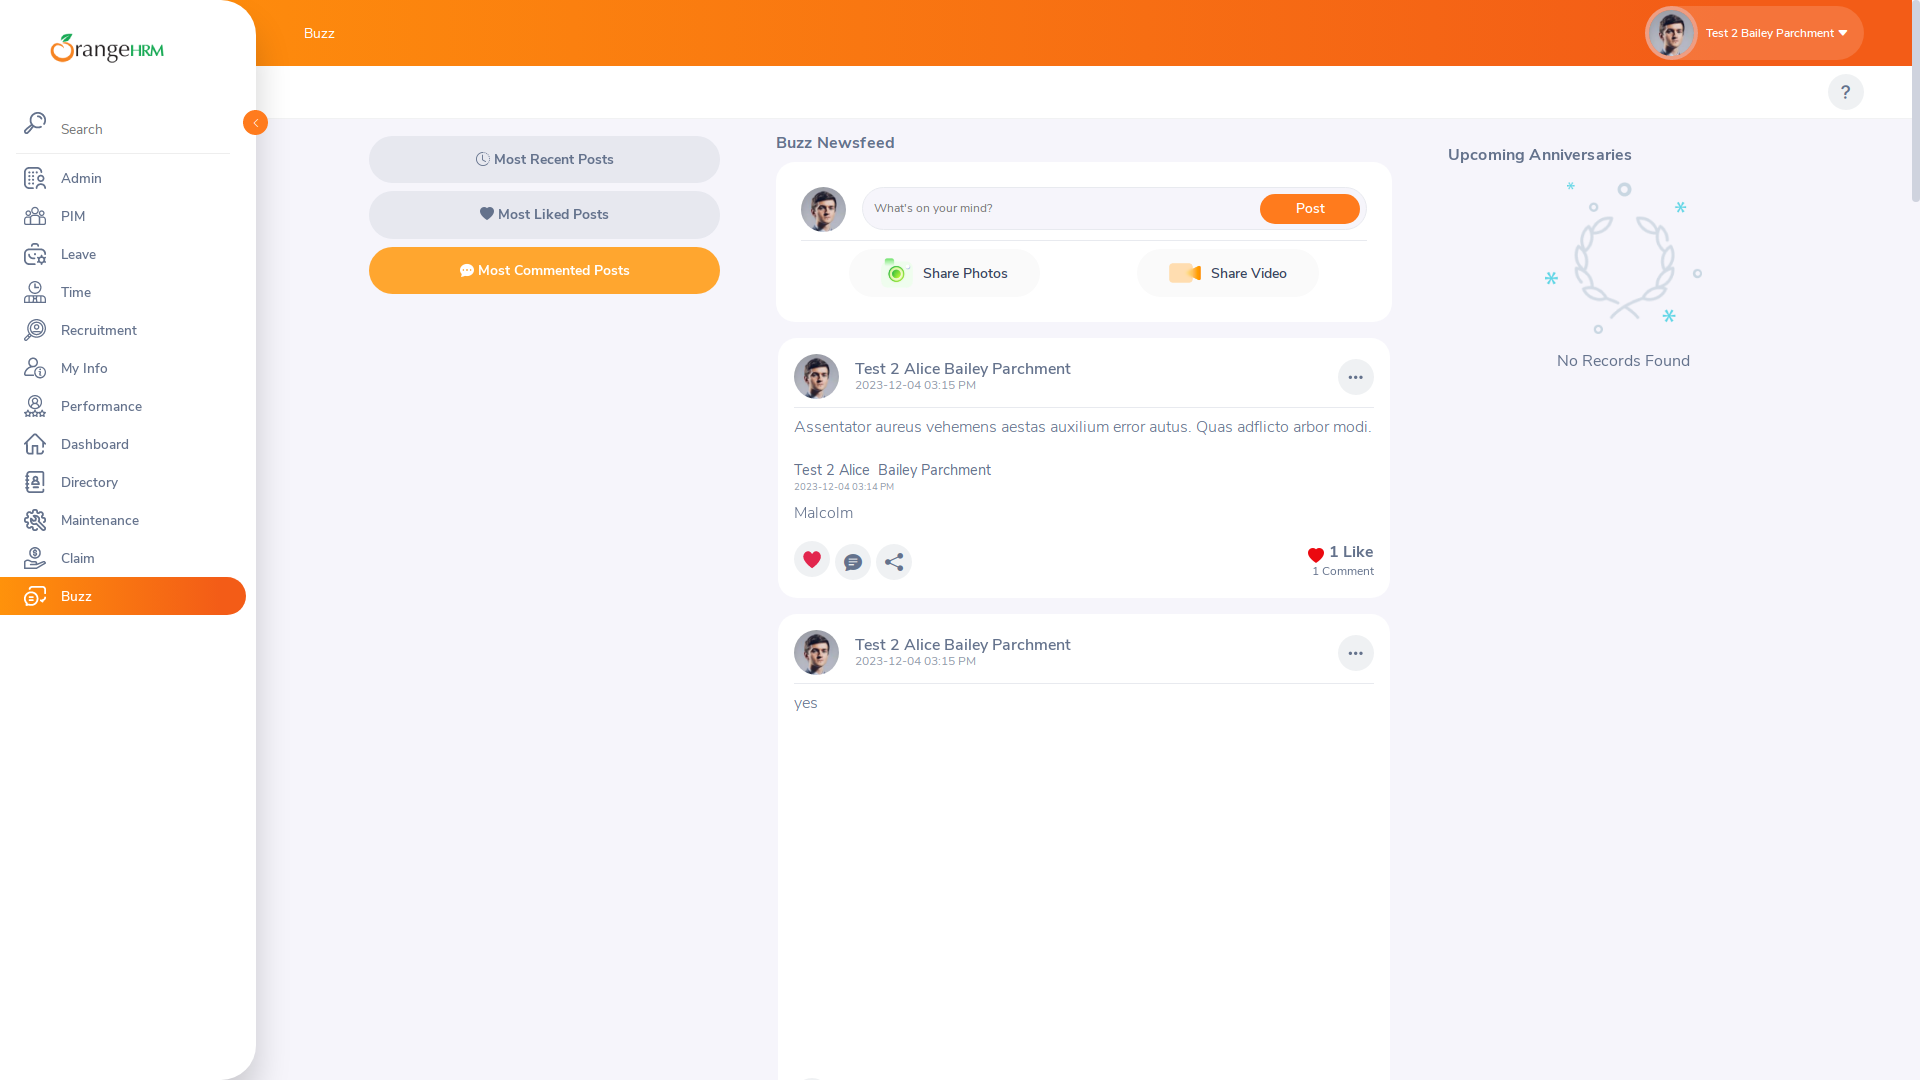 OrangeHRM
Search
Admin
PIM
Leave
Time
Recruitment
My Info
Performance
Dashboard
Directory
Maintenance
Claim
Buzz
Buzz
Test 2 Bailey Parchment
?
Most Recent Posts
Most Liked Posts
Most Commented Posts
Buzz Newsfeed
What's on your mind?
Post
Share Photos
Share Video
Test 2 Alice Bailey Parchment
2023-12-04 03:15 PM
Assentator aureus vehemens aestas auxilium error autus. Quas adflicto arbor modi.
Test 2 Alice  Bailey Parchment
2023-12-04 03:14 PM
Malcolm
1 Like
1 Comment
Test 2 Alice Bailey Parchment
2023-12-04 03:15 PM
yes
Upcoming Anniversaries
No Records Found